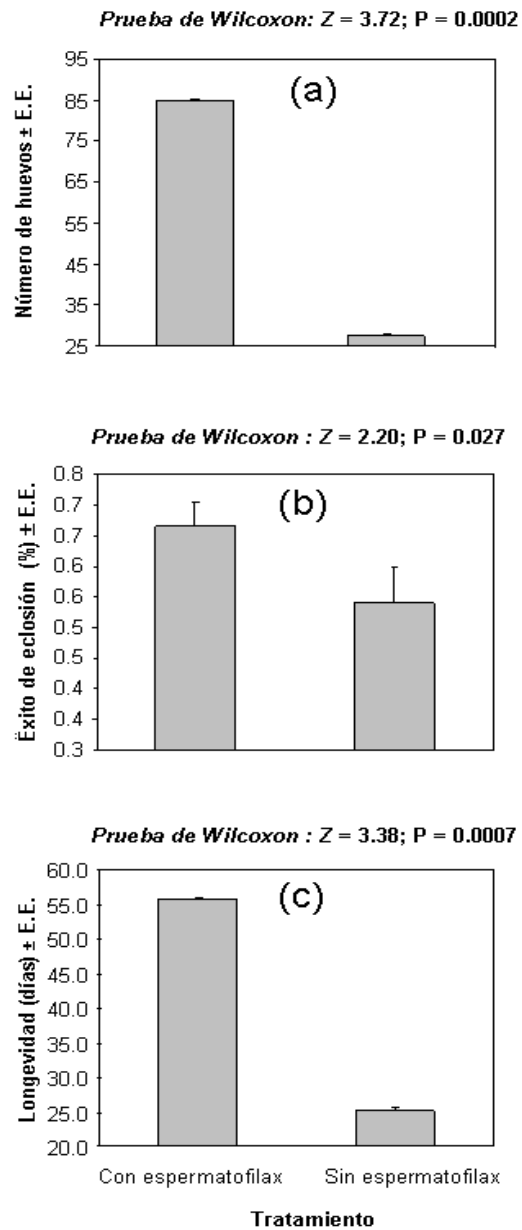 Prueba de Wilcoxon: Z = 3.72; P = 0.0002
Número de huevos ± E.E.
95
85
75
65
55
45
35
25
(a)
Prueba de Wilcoxon : Z = 2.20; P = 0.027
Ëxito de eclosión (%) ± E.E.
0.8
0.7
0.7
0.6
0.6
0.5
0.5
0.4
0.4
0.3
(b)
Prueba de Wilcoxon : Z = 3.38; P = 0.0007
Longevidad (días) ± E.E.
60.0
55.0
50.0
45.0
40.0
35.0
30.0
25.0
20.0
(c)
Con espermatofilax Sin espermatofilax
Tratamiento